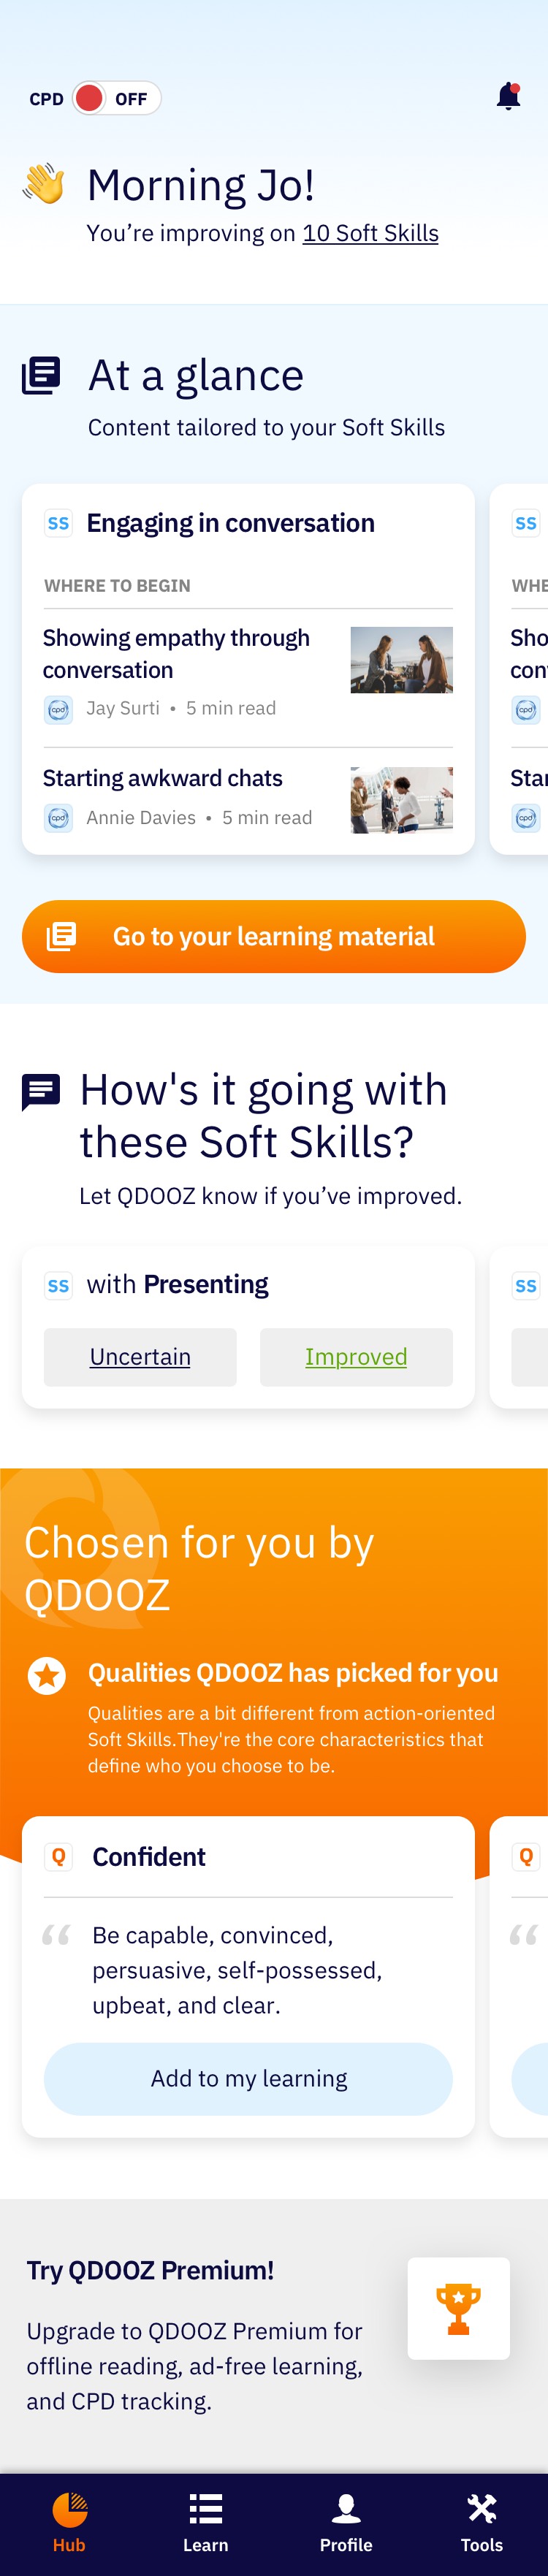 CPD OFF
Morning Jo!
You’re improving on 10 Soft Skills
At a glance
Content tailored to your Soft Skills
SS Engaging in conversation
SS
WHERE TO BEGIN
WHE
Showing empathy through
conversation
Sho
con
cpd Jay Surti • 5 min read
cpd
Starting awkward chats
Star
cpd Annie Davies • 5 min read
cpd
Go to your learning material
How's it going with
these Soft Skills?
Let QDOOZ know if you’ve improved.
SS with Presenting
SS
Uncertain Improved
Chosen for you by
QDOOZ
Qualities QDOOZ has picked for you
Qualities are a bit different from action-oriented
Soft Skills.They're the core characteristics that
define who you choose to be.
Q Confident
Q
“ Be capable, convinced,
persuasive, self-possessed,
upbeat, and clear.
“
Add to my learning
Try QDOOZ Premium!
Upgrade to QDOOZ Premium for
offline reading, ad-free learning,
and CPD tracking.
Hub Learn Profile Tools